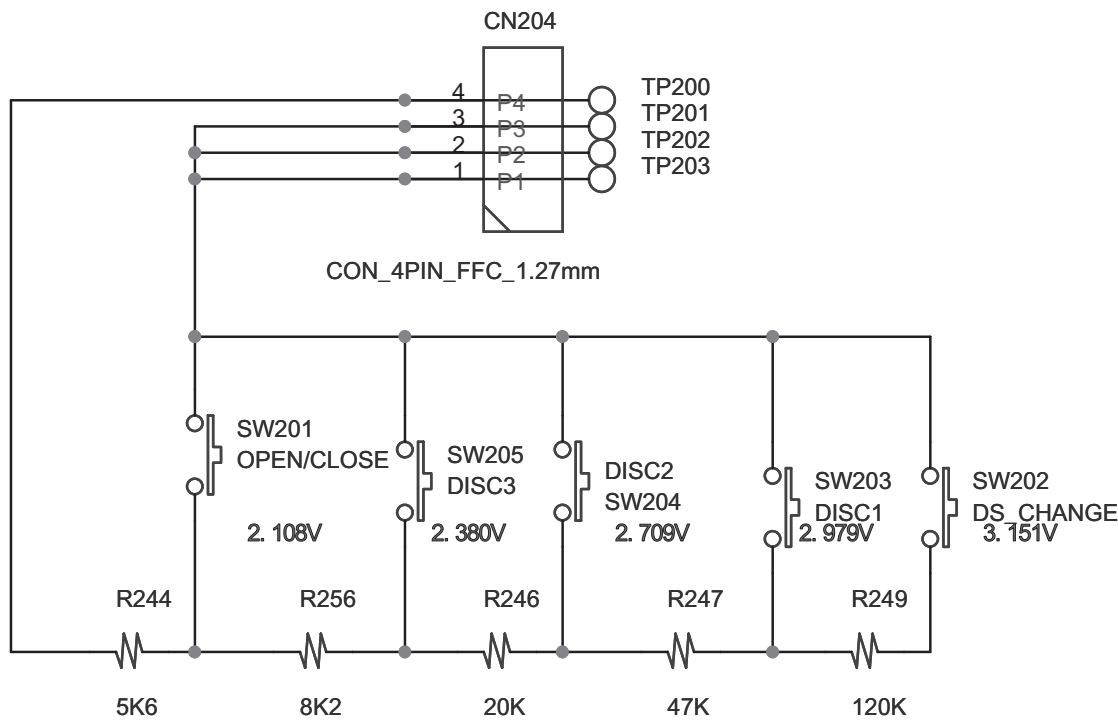 CN204
4 P4 TP200
3 P3 TP201
2 P2 TP202
1 P1 TP203
CON_4PIN_FFC_1.27mm
SW201
OPEN/CLOSE
2. 108V
SW205
DISC3
2. 380V
DISC2
SW204
2. 709V
SW203
DISC1
2. 979V
SW202
DS_CHANGE
3. 151V
R244 R256 R246 R247 R249
5K6 8K2 20K 47K 120K